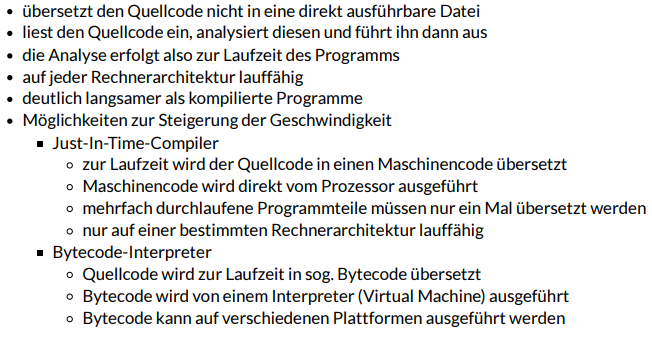 übersetzt den Quellcode nicht in eine direkt ausführbare Datei
liest den Quellcode ein, analysiert diesen und führt ihn dann aus
die Analyse erfolgt also zur Laufzeit des Programms
auf jeder Rechnerarchitektur lauffähig
deutlich langsamer als kompilierte Programme
Möglichkeiten zur Steigerung der Geschwindigkeit
Just-In-Time-Compiler
zur Laufzeit wird der Quellcode in einen Maschinencode übersetzt
Maschinencode wird direkt vom Prozessor ausgeführt
mehrfach durchlaufene Programmteile müssen nur ein Mal übersetzt werden
nur auf einer bestimmten Rechnerarchitektur lauffähig
Bytecode-Interpreter
Quellcode wird zur Laufzeit in sog. Bytecode übersetzt
Bytecode wird von einem Interpreter (Virtual Machine) ausgeführt
Bytecode kann auf verschiedenen Plattformen ausgeführt werden